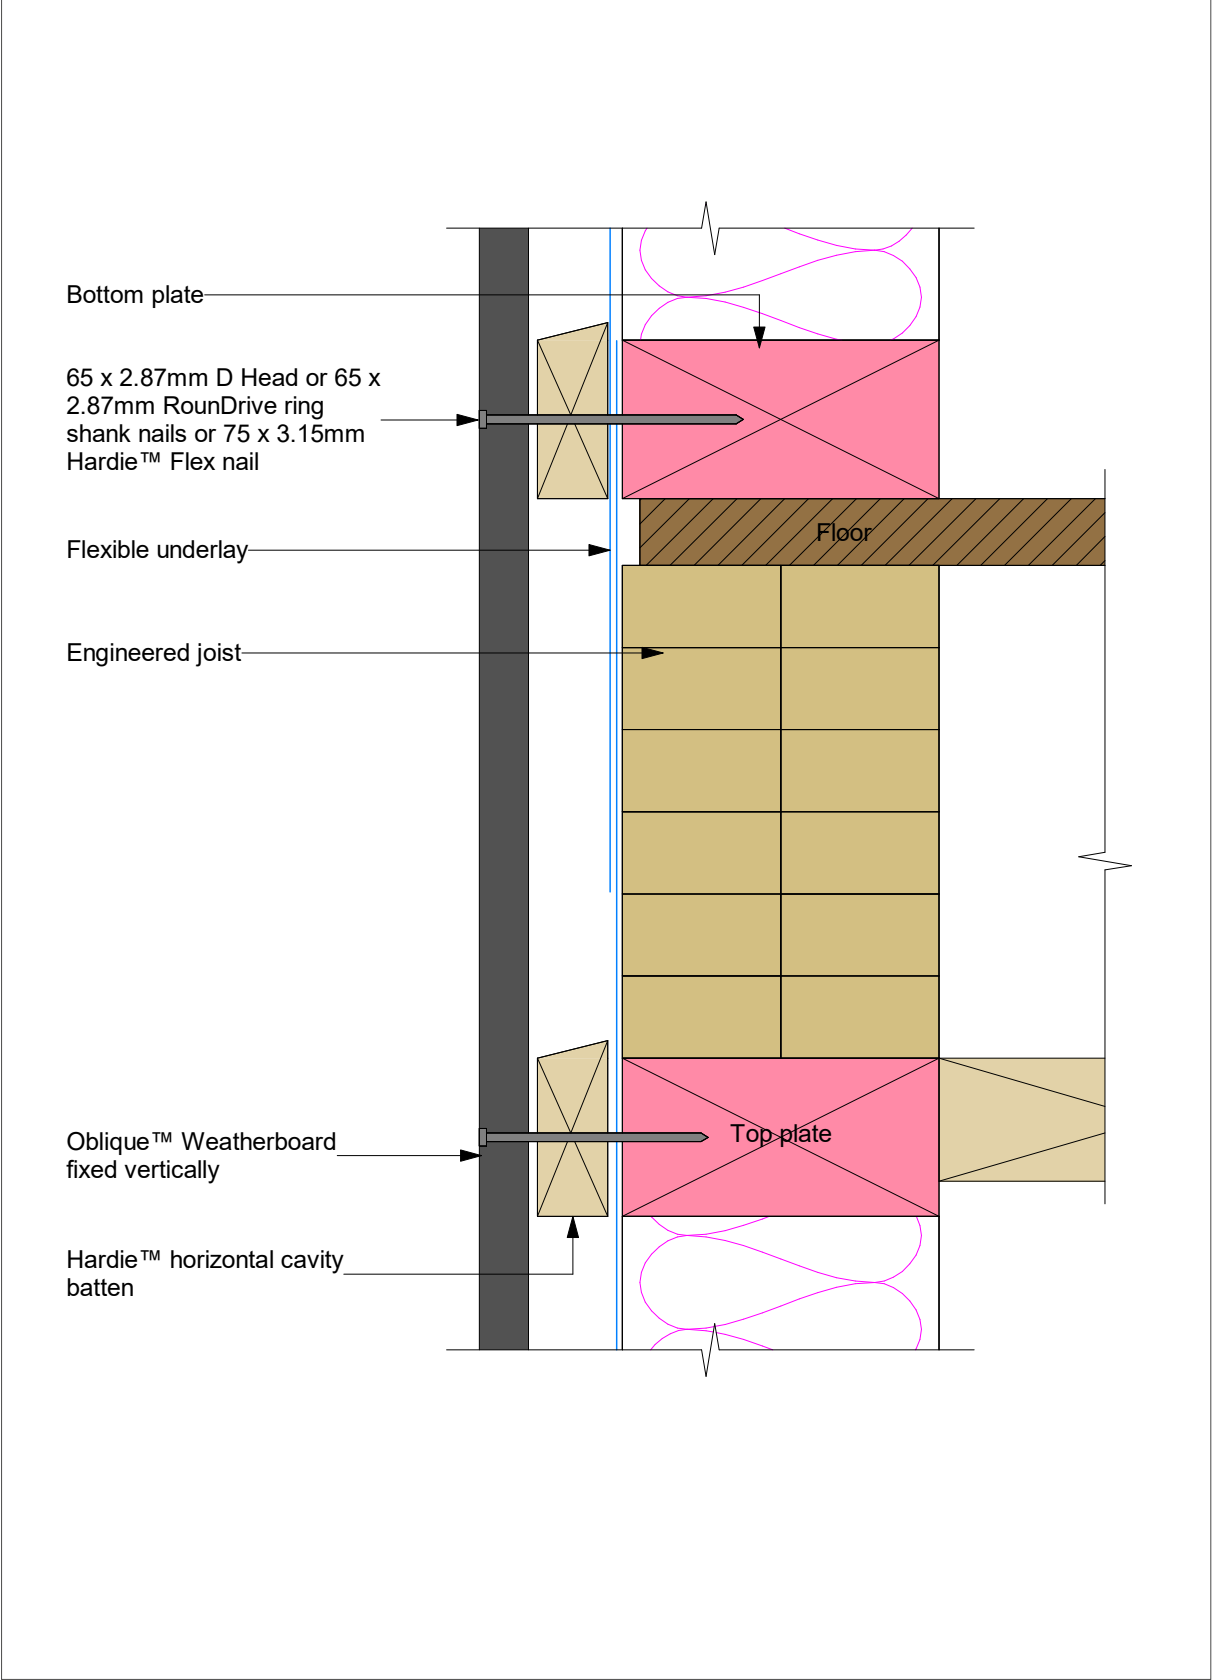 Bottom plate
65 x 2.87mm D Head or 65 x
2.87mm RounDrive ring
shank nails or 75 x 3.15mm
Hardie™ Flex nail
Floor
Flexible underlay
Engineered joist
Top plate
Oblique™ Weatherboard
fixed vertically
Hardie™ horizontal cavity
batten